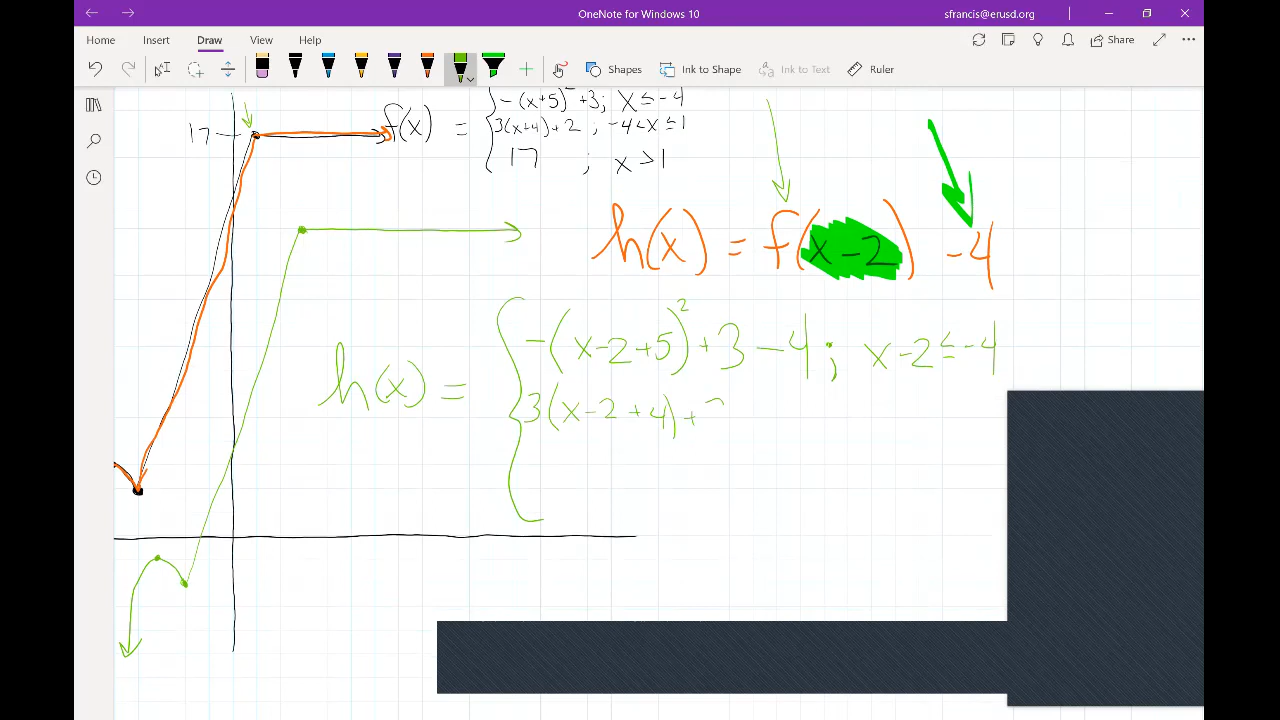 OneNote for Windows 10
sfrancis@erusd.org
Home Insert Draw View Help
Share
Shapes
Ink to Shape
Ink to Text
Ruler
17
f(x) = { -(x+5)² +3; x ≤ -4
3(x+4)+2 ; -4<x≤1
17 ; x>1
h(x) = f(x-2) -4
h(x) = { -(x-2+5)² +3 -4 ; x-2 ≤ -4
3(x-2+4)+